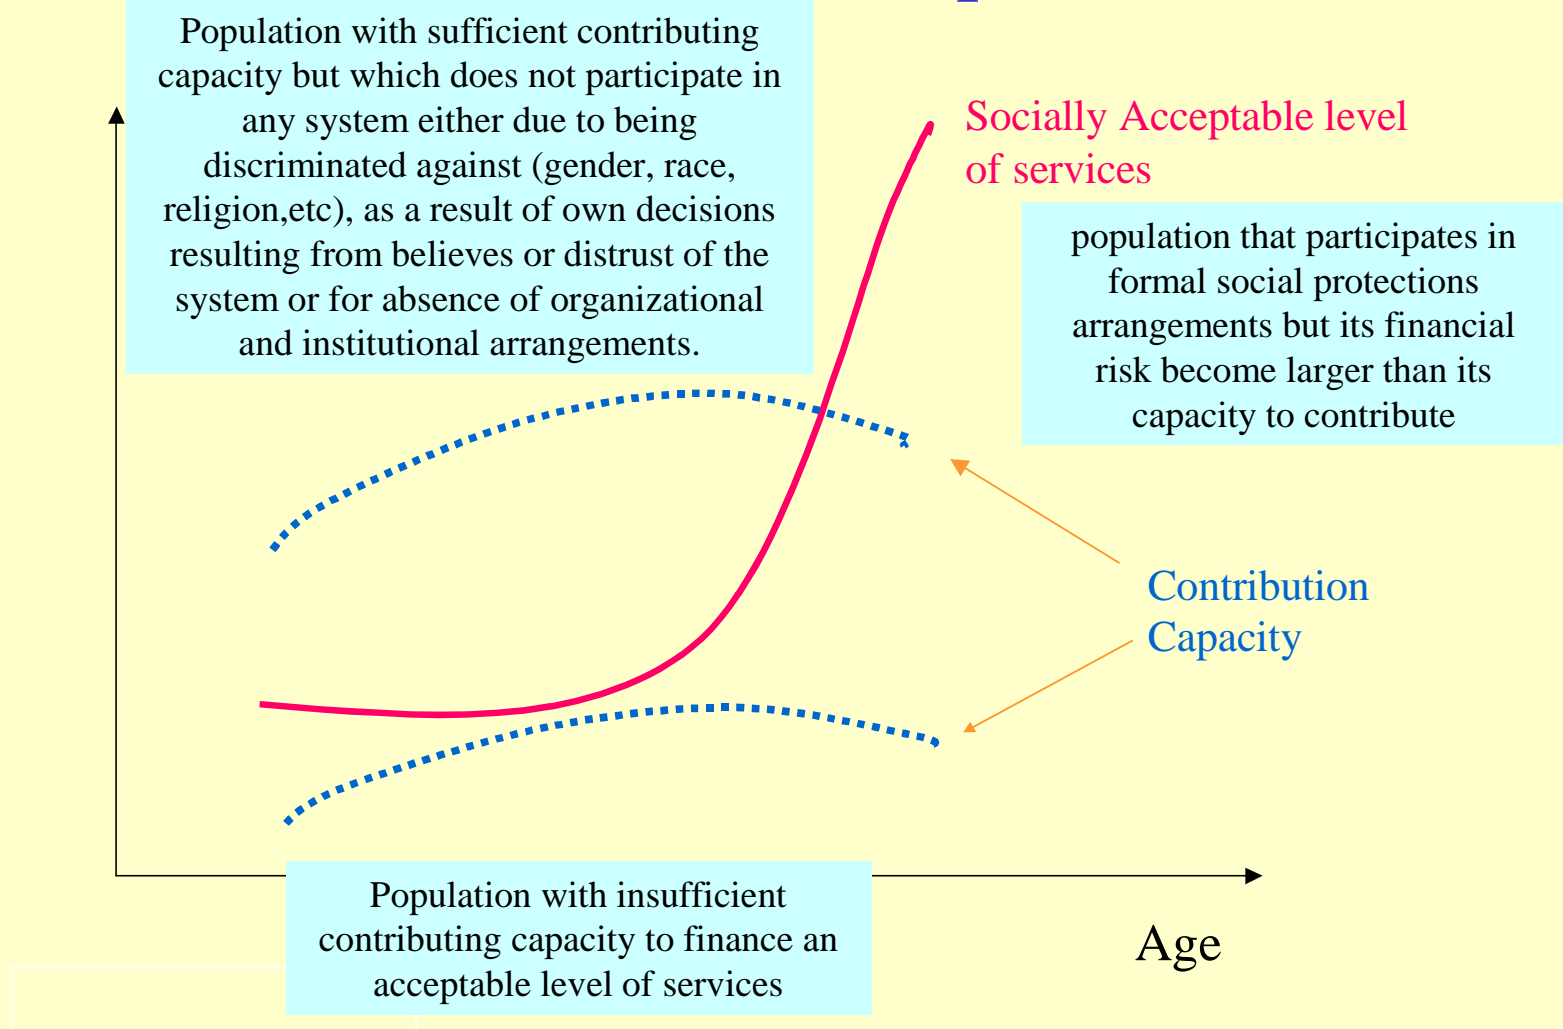 Population with sufficient contributing
capacity but which does not participate in
any system either due to being
discriminated against (gender, race,
religion,etc), as a result of own decisions
resulting from believes or distrust of the
system or for absence of organizational
and institutional arrangements.
Socially Acceptable level
of services
population that participates in
formal social protections
arrangements but its financial
risk become larger than its
capacity to contribute
Contribution
Capacity
Population with insufficient
contributing capacity to finance an
acceptable level of services
Age